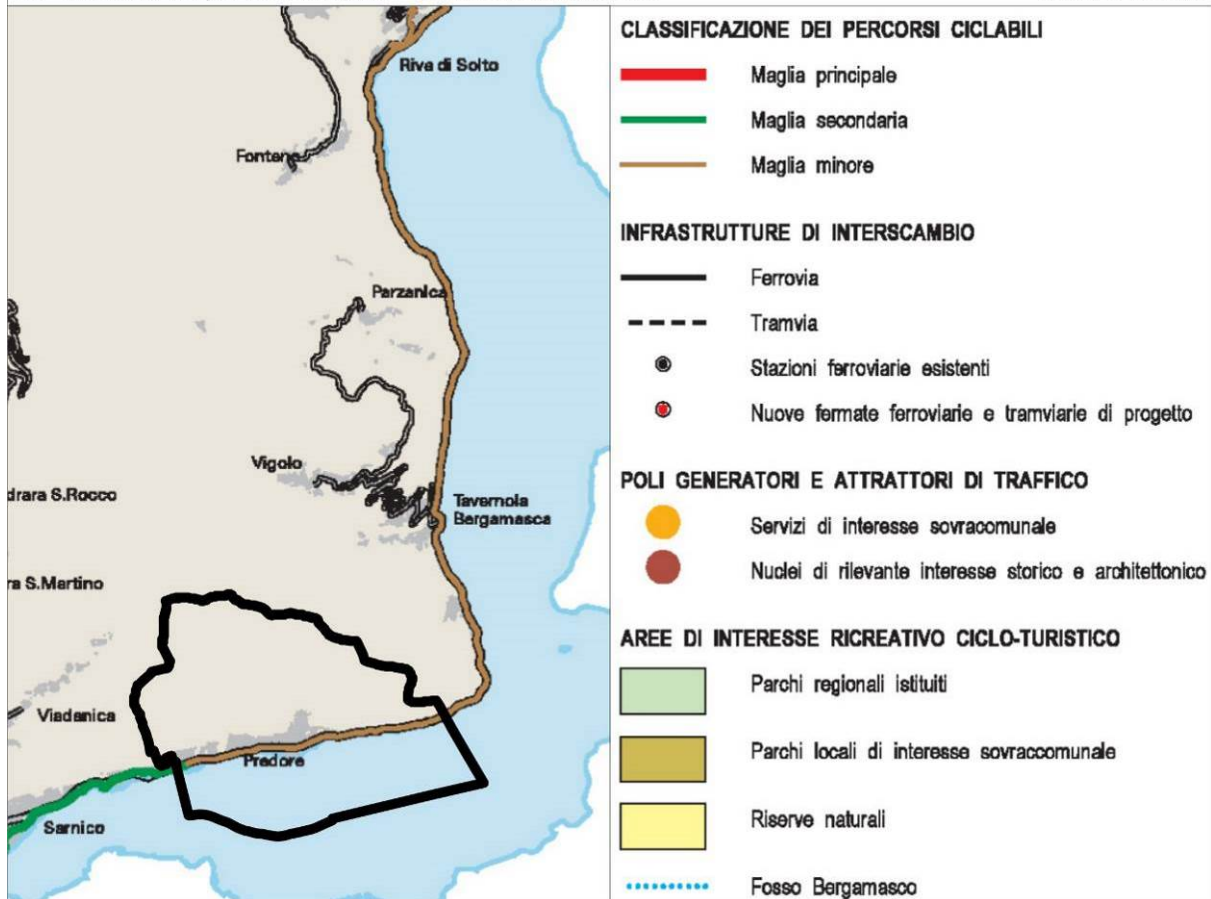 Riva di Solto
Fonteno
Parzanica
Vigolo
drara S.Rocco
Tavernola
Bergamasca
ra S.Martino
Viadanica
Predore
Sarnico
CLASSIFICAZIONE DEI PERCORSI CICLABILI
Maglia principale
Maglia secondaria
Maglia minore
INFRASTRUTTURE DI INTERSCAMBIO
Ferrovia
Tramvia
Stazioni ferroviarie esistenti
Nuove fermate ferroviarie e tramviarie di progetto
POLI GENERATORI E ATTRATTORI DI TRAFFICO
Servizi di interesse sovracomunale
Nuclei di rilevante interesse storico e architettonico
AREE DI INTERESSE RICREATIVO CICLO-TURISTICO
Parchi regionali istituiti
Parchi locali di interesse sovraccomunale
Riserve naturali
Fosso Bergamasco